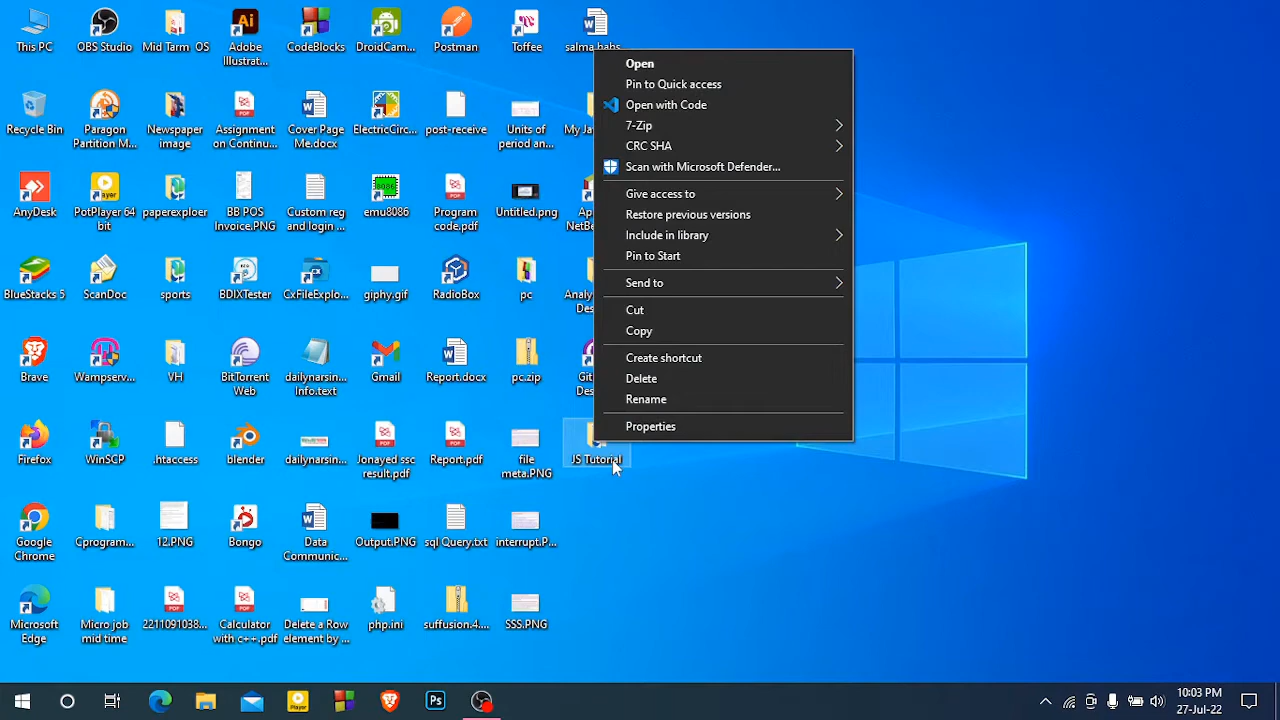 This PC
OBS Studio
Mid Tarm OS
Adobe
Illustrat...
CodeBlocks
DroidCam...
Postman
Toffee
Recycle Bin
Paragon
Partition M...
Newspaper
image
Assignment
on Continu...
Cover Page
Me.docx
ElectricCirc...
post-receive
Units of
period an...
AnyDesk
PotPlayer 64
bit
paperexploer
BB POS
Invoice.PNG
Custom reg
and login ...
emu8086
Program
code.pdf
Untitled.png
BlueStacks 5
ScanDoc
sports
BDIXTester
CxFileExplo...
giphy.gif
RadioBox
pc
Brave
Wampserv...
VH
BitTorrent
Web
dailynarsin...
Info.text
Gmail
Report.docx
pc.zip
Firefox
WinSCP
.htaccess
blender
dailynarsin...
Jonayed ssc
result.pdf
Report.pdf
file
meta.PNG
JS Tutorial
Google
Chrome
Cprogram...
12.PNG
Bongo
Data
Communic...
Output.PNG
sql Query.txt
interrupt.P...
Microsoft
Edge
Micro job
mid time
2211091038...
Calculator
with c++.pdf
Delete a Row
element by ...
php.ini
suffusion.4....
SSS.PNG
Open
Pin to Quick access
Open with Code
7-Zip
CRC SHA
Scan with Microsoft Defender...
Give access to
Restore previous versions
Include in library
Pin to Start
Send to
Cut
Copy
Create shortcut
Delete
Rename
Properties
10:03 PM
27-Jul-22